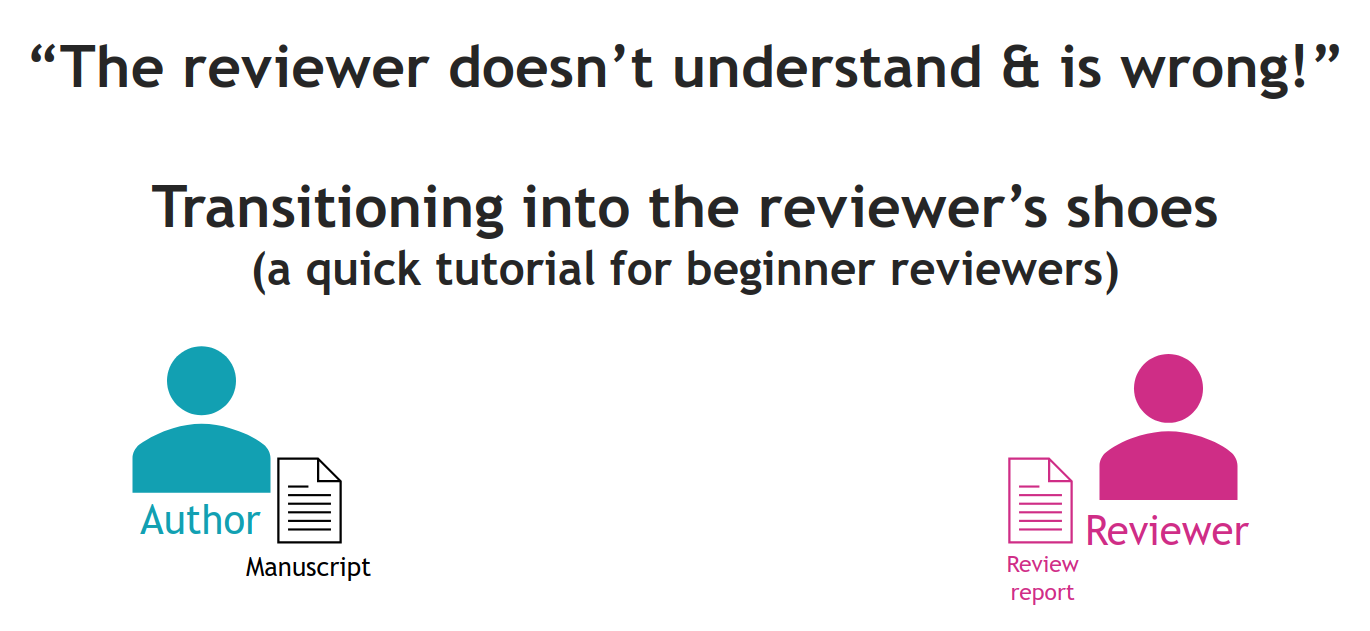 “The reviewer doesn’t understand & is wrong!”
Transitioning into the reviewer’s shoes
(a quick tutorial for beginner reviewers)
Author
Manuscript
Reviewer
Review
report